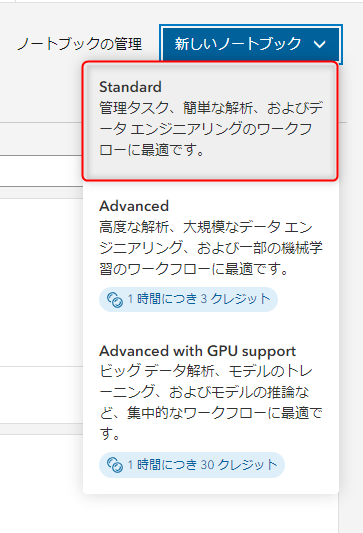 ノートブックの管理 新しいノートブック
Standard
管理タスク、簡単な解析、およびデ
ータ エンジニアリングのワークフ
ローに最適です。
Advanced
高度な解析、大規模なデータ エン
ジニアリング、および一部の機械学
習のワークフローに最適です。
1 時間につき 3 クレジット
Advanced with GPU support
ビッグ データ解析、モデルのトレ
ーニング、およびモデルの推論な
ど、集中的なワークフローに最適で
す。
1 時間につき 30 クレジット